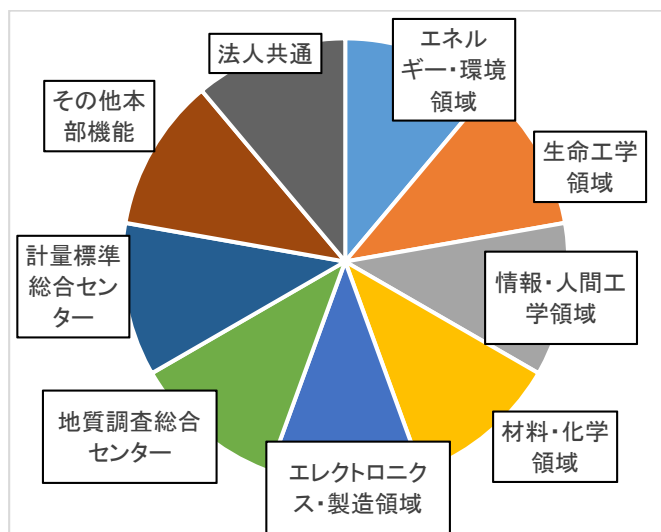 エネル
ギー・環境
領域
生命工学
領域
情報・人間工
学領域
材料・化学
領域
エレクトロニク
ス・製造領域
地質調査総合
センター
計量標準
総合セン
ター
その他本
部機能
法人共通